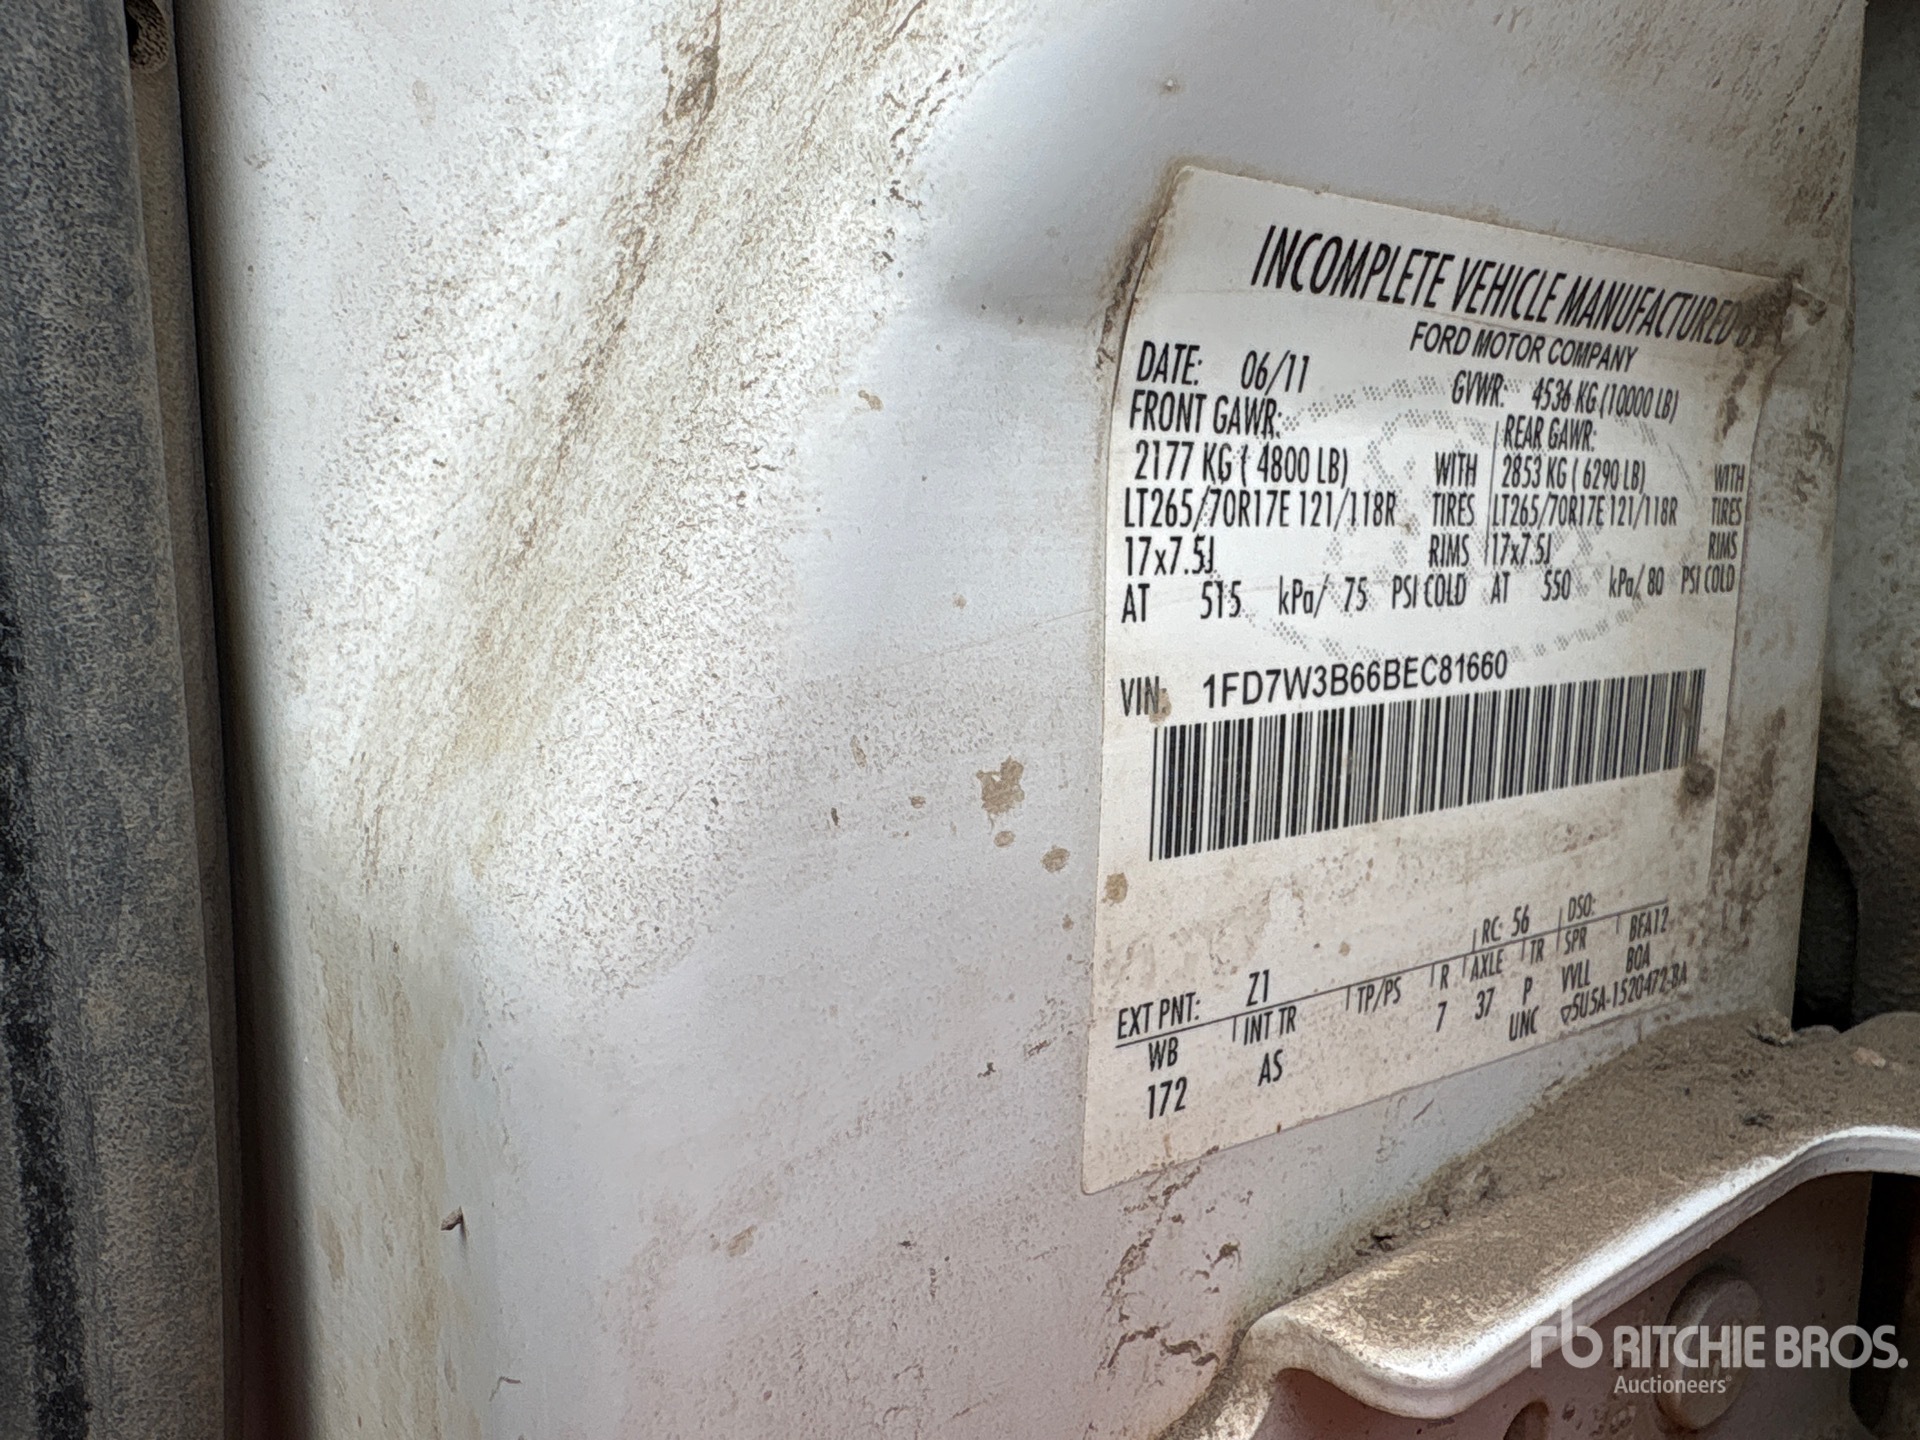 INCOMPLETE VEHICLE MANUFACTURED BY
FORD MOTOR COMPANY
DATE: 06/11 GVWR: 4536 KG (10000 LB)
FRONT GAWR: REAR GAWR:
2177 KG ( 4800 LB) WITH 2853 KG ( 6290 LB) WITH
LT265/70R17E 121/118R TIRES LT265/70R17E 121/118R TIRES
17x7.5J RIMS 17x7.5J RIMS
AT 515 kPa/ 75 PSI COLD AT 550 kPa/ 80 PSI COLD
VIN: 1FD7W3B66BEC81660
EXT PNT: Z1 RC: 56 DSO:
WB INT TR TP/PS R AXLE TR SPR BFA12
172 AS 7 37 P VVLL BOA
UNC ▽5U5A-1520472-BA
rb RITCHIE BROS.
Auctioneers